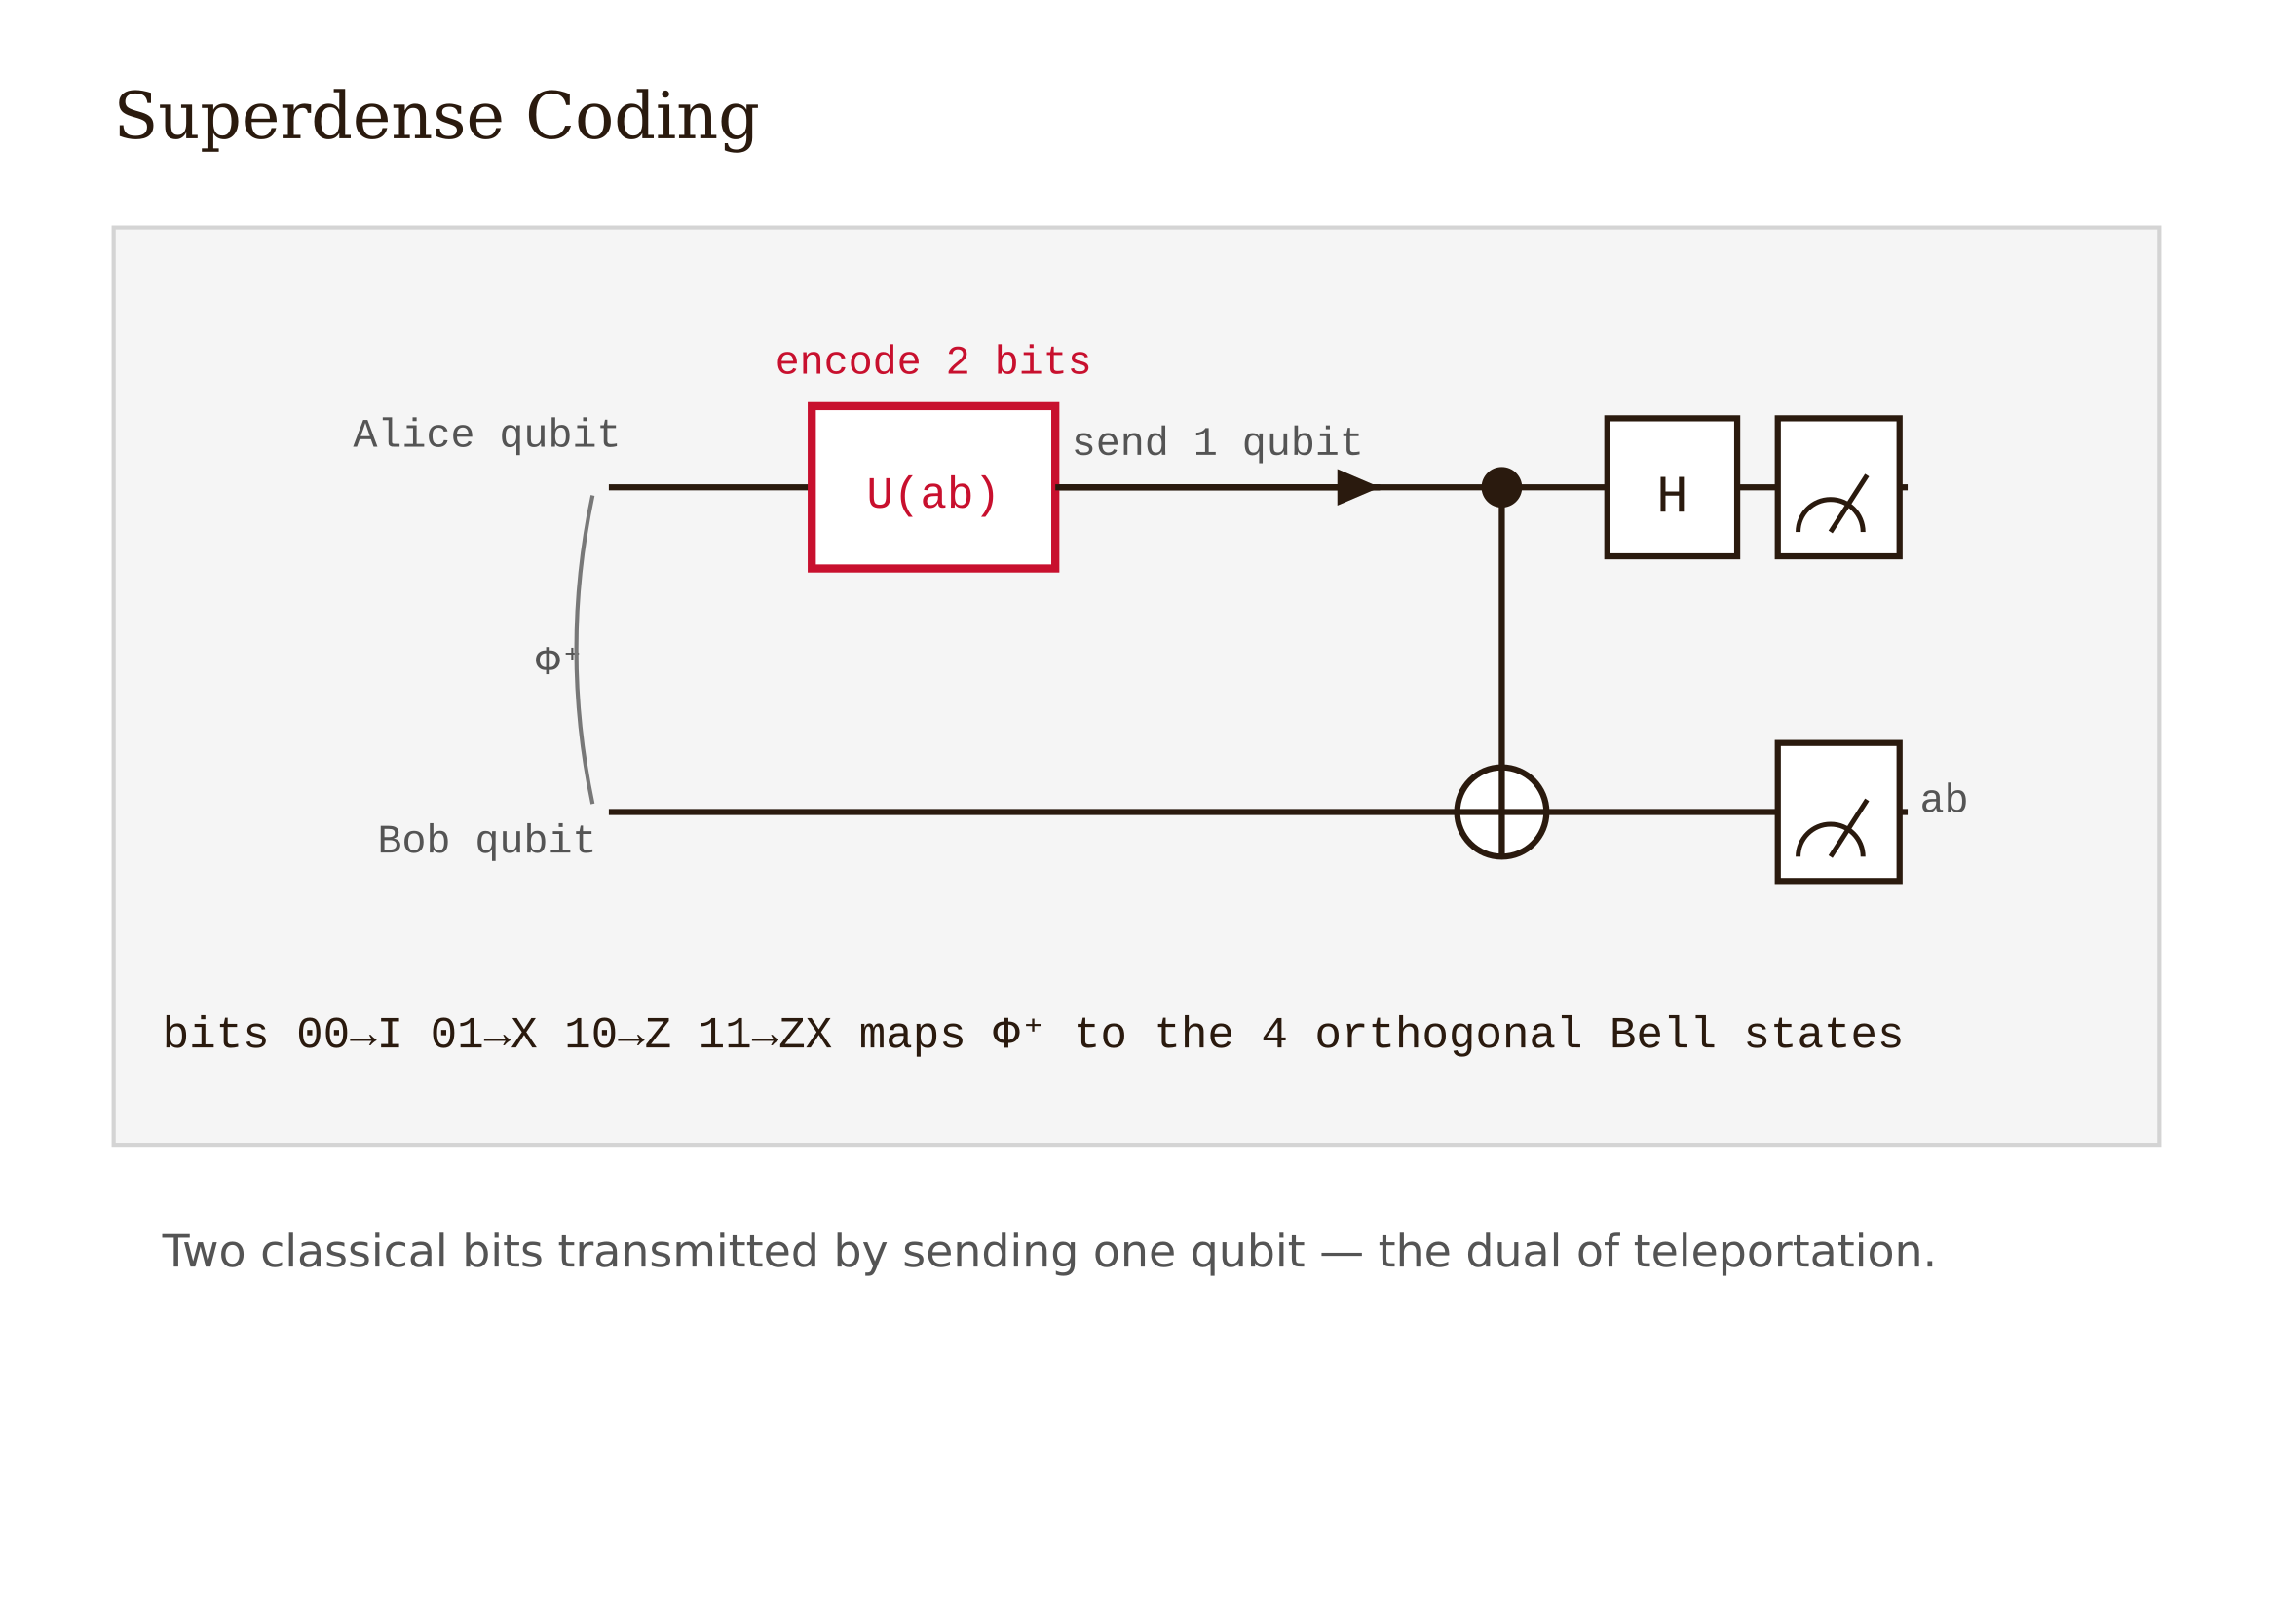 Superdense Coding
encode 2 bits
Alice qubit
send 1 qubit
U(ab)
H
Φ⁺
ab
Bob qubit
bits 00→I 01→X 10→Z 11→ZX maps Φ⁺ to the 4 orthogonal Bell states
Two classical bits transmitted by sending one qubit — the dual of teleportation.